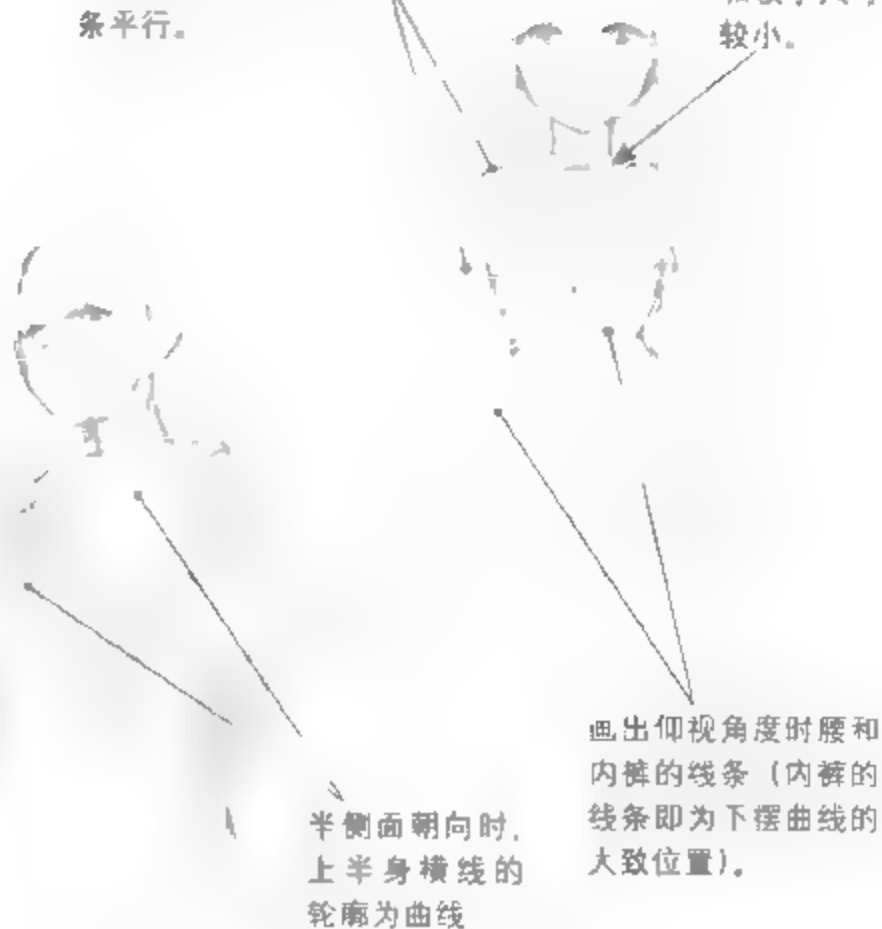 条平行。
较小。
画出仰视角度时腰和
内裤的线条（内裤的
线条即为下摆曲线的
大致位置）。
半侧面朝向时，
上半身横线的
轮廓为曲线